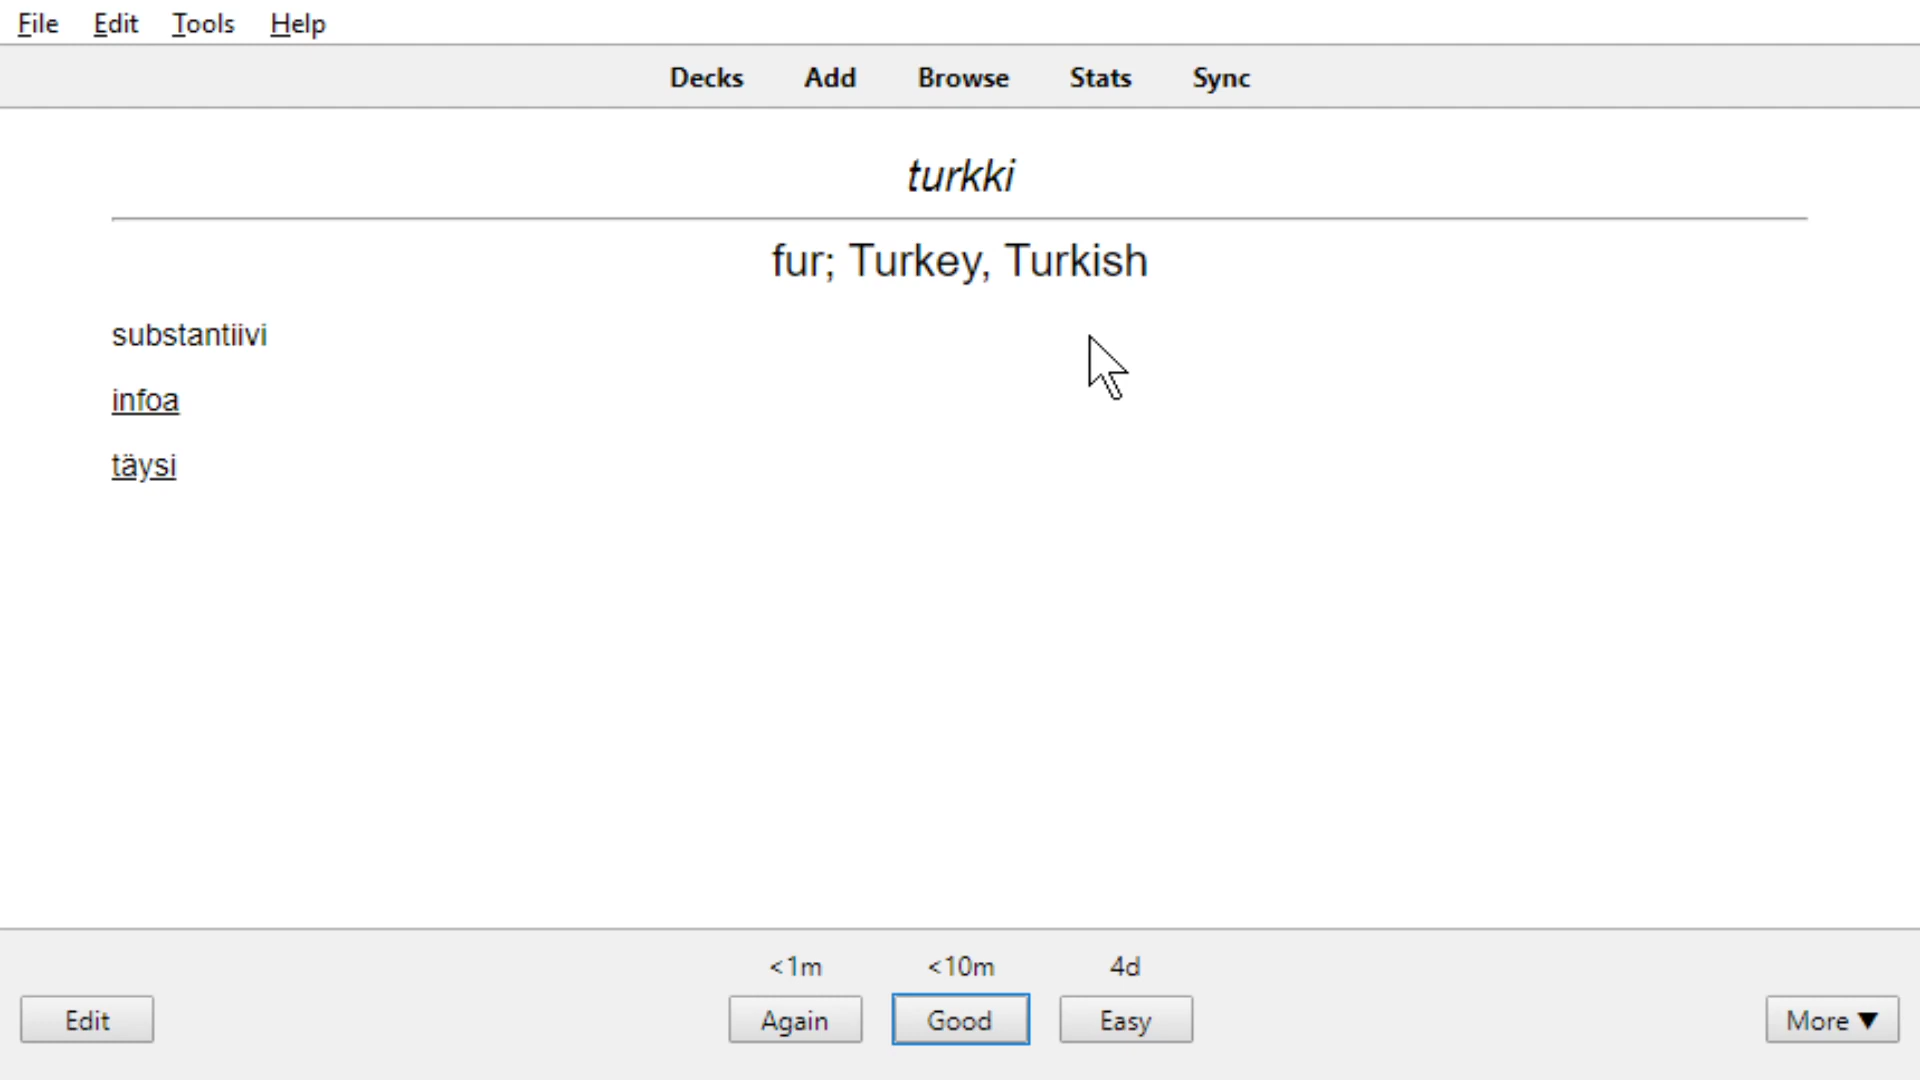 File Edit Tools Help
Decks Add Browse Stats Sync
turkki
fur; Turkey, Turkish
substantiivi
infoa
täysi
<1m <10m 4d
Edit Again Good Easy More ▼